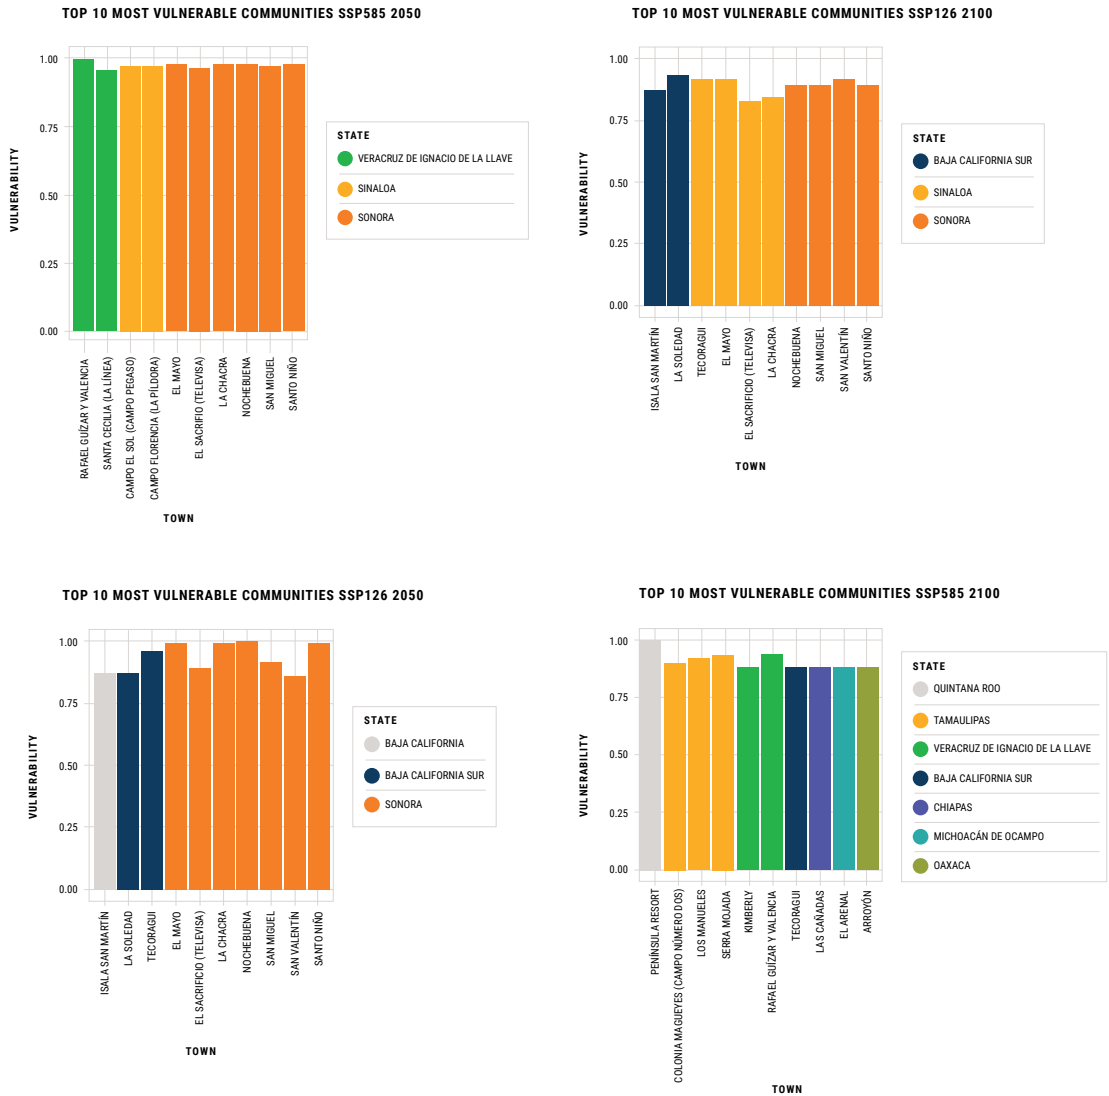 TOP 10 MOST VULNERABLE COMMUNITIES SSP585 2050
VULNERABILITY
1.00
0.75
0.50
0.25
0.00
RAFAEL GUÍZAR Y VALENCIA
SANTA CECILIA (LA LÍNEA)
CAMPO EL SOL (CAMPO PEGASO)
CAMPO FLORENCIA (LA PÍLDORA)
EL MAYO
EL SACRIFIO (TELEVISA)
LA CHACRA
NOCHEBUENA
SAN MIGUEL
SANTO NIÑO
TOWN
STATE
VERACRUZ DE IGNACIO DE LA LLAVE
SINALOA
SONORA
TOP 10 MOST VULNERABLE COMMUNITIES SSP126 2100
VULNERABILITY
1.00
0.75
0.50
0.25
0.00
ISALA SAN MARTÍN
LA SOLEDAD
TECORAGUI
EL MAYO
EL SACRIFICIO (TELEVISA)
LA CHACRA
NOCHEBUENA
SAN MIGUEL
SAN VALENTÍN
SANTO NIÑO
TOWN
STATE
BAJA CALIFORNIA SUR
SINALOA
SONORA
TOP 10 MOST VULNERABLE COMMUNITIES SSP126 2050
VULNERABILITY
1.00
0.75
0.50
0.25
0.00
ISALA SAN MARTÍN
LA SOLEDAD
TECORAGUI
EL MAYO
EL SACRIFICIO (TELEVISA)
LA CHACRA
NOCHEBUENA
SAN MIGUEL
SAN VALENTÍN
SANTO NIÑO
TOWN
STATE
BAJA CALIFORNIA
BAJA CALIFORNIA SUR
SONORA
TOP 10 MOST VULNERABLE COMMUNITIES SSP585 2100
VULNERABILITY
1.00
0.75
0.50
0.25
0.00
PENÍNSULA RESORT
COLONIA MAGUEYES (CAMPO NÚMERO DOS)
LOS MANUELES
SERRA MOJADA
KIMBERLY
RAFAEL GUÍZAR Y VALENCIA
TECORAGUI
LAS CAÑADAS
EL ARENAL
ARROYÓN
TOWN
STATE
QUINTANA ROO
TAMAULIPAS
VERACRUZ DE IGNACIO DE LA LLAVE
BAJA CALIFORNIA SUR
CHIAPAS
MICHOACÁN DE OCAMPO
OAXACA